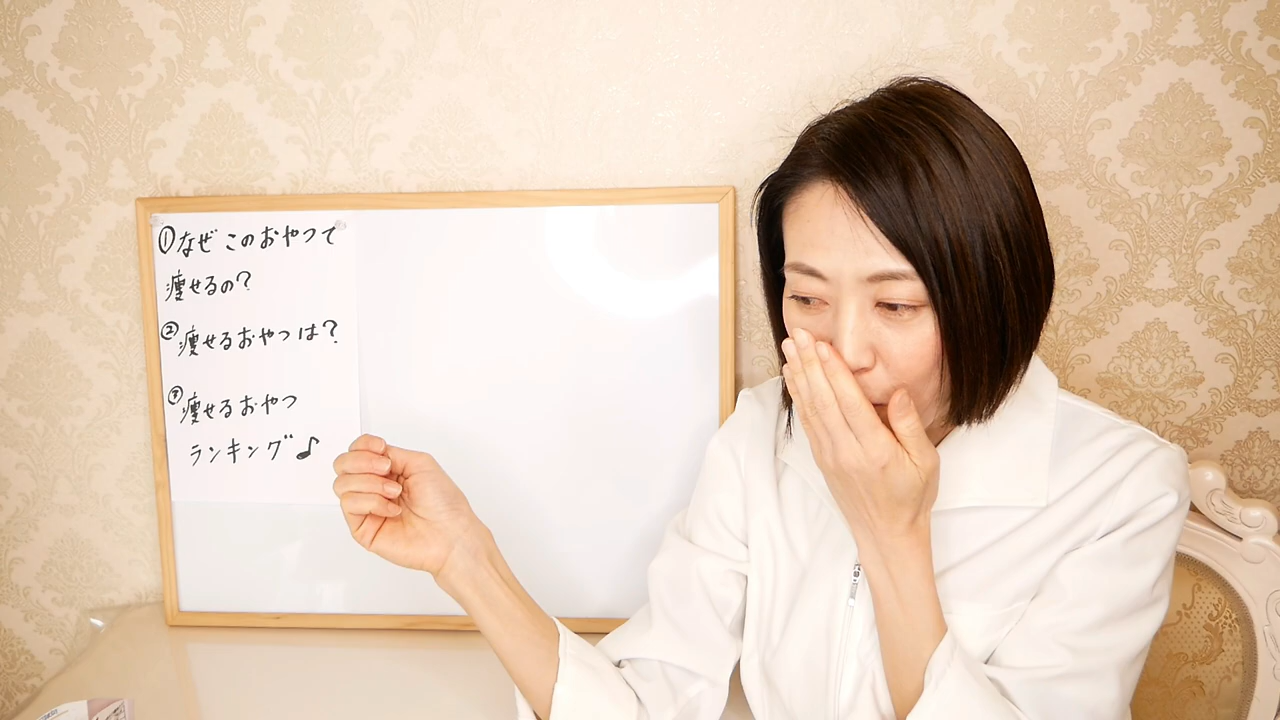 ①なぜこのおやつで
痩せるの?
②痩せるおやつは?
③痩せるおやつ
ランキング♪